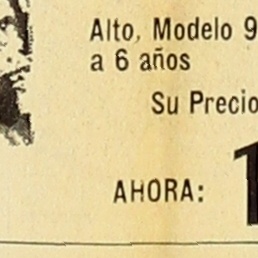 Alto, Modelo 9
a 6 años
Su Precio
AHORA: 1